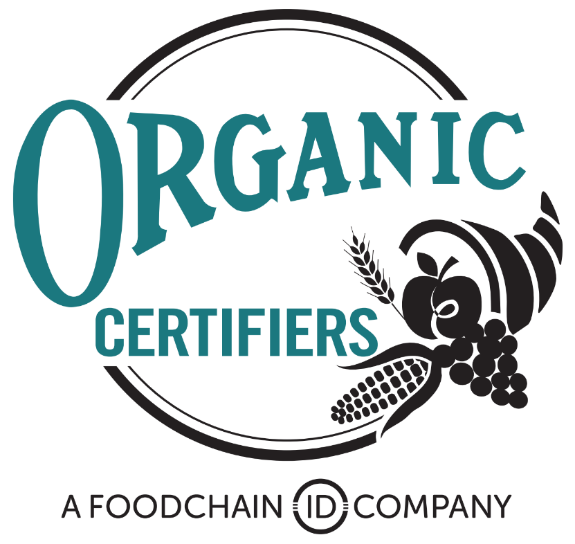 ORGANIC
CERTIFIERS
A FOODCHAIN ID COMPANY